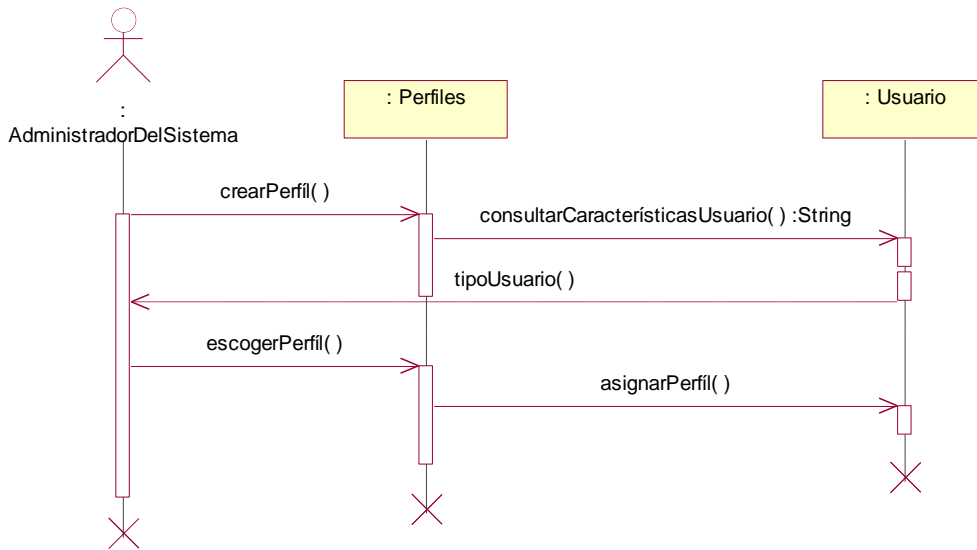 :
AdministradorDelSistema
: Perfiles
: Usuario
crearPerfíl( )
consultarCaracterísticasUsuario( ) :String
tipoUsuario( )
escogerPerfíl( )
asignarPerfíl( )